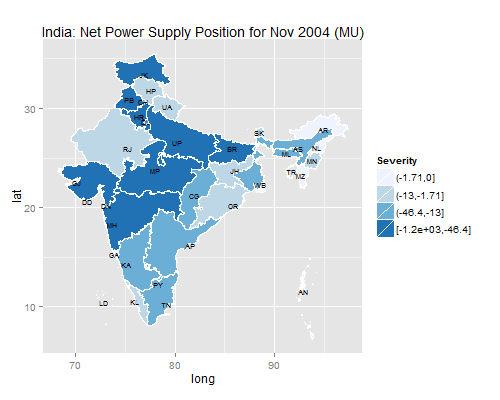 India: Net Power Supply Position for Nov 2004 (MU)
JK
HP
PB
CH
UA
HR
DL
SK
AR
RJ
UP
BR
AS
NL
ML
MN
GJ
MP
JH
TR
MZ
WB
DD
DN
CG
OR
MH
AP
GA
KA
PY
LD
KL
TN
AN
30
20
10
lat
70
80
90
long
Severity
(-1.71,0]
(-13,-1.71]
(-46.4,-13]
[-1.2e+03,-46.4]